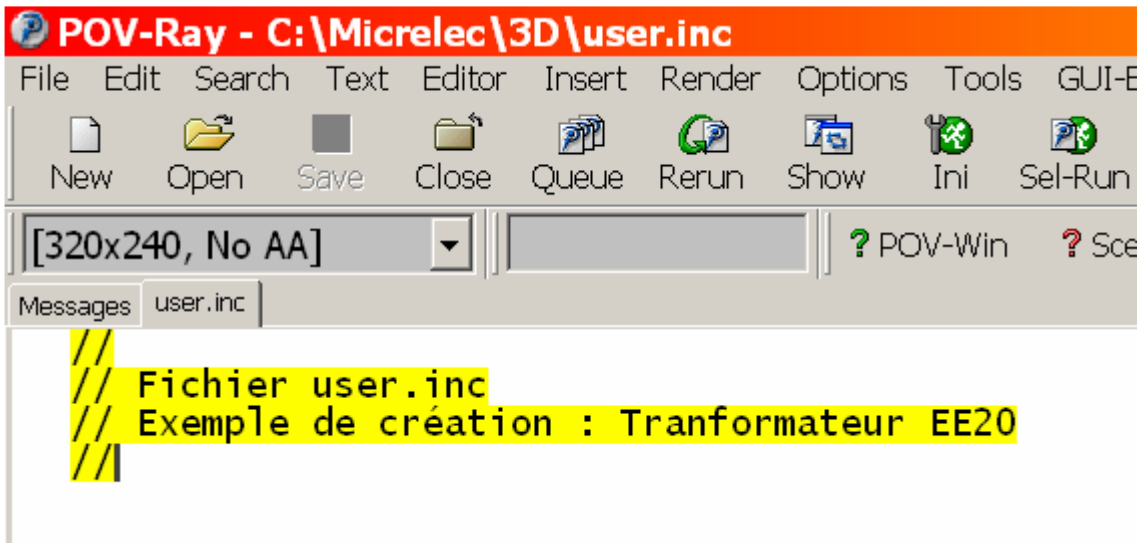 POV-Ray - C:\Micrelec\3D\user.inc
File Edit Search Text Editor Insert Render Options Tools GUI-E
New Open Save Close Queue Rerun Show Ini Sel-Run
[320x240, No AA] ? POV-Win ? Sce
Messages user.inc
//
// Fichier user.inc
// Exemple de création : Tranformateur EE20
//